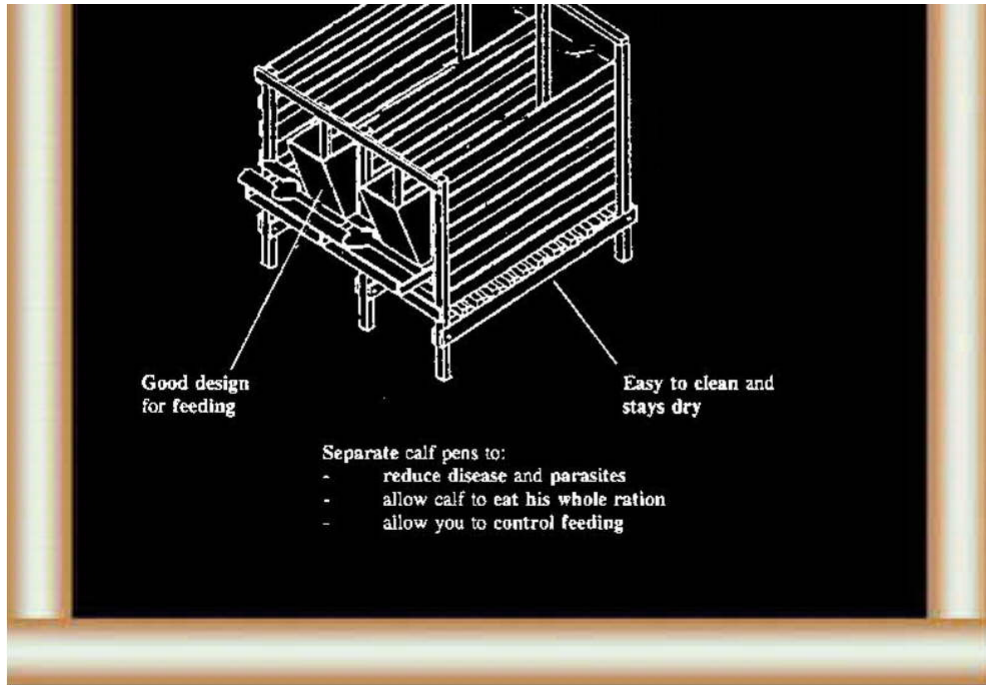 Good design
for feeding
Easy to clean and
stays dry
Separate calf pens to:
- reduce disease and parasites
- allow calf to eat his whole ration
- allow you to control feeding